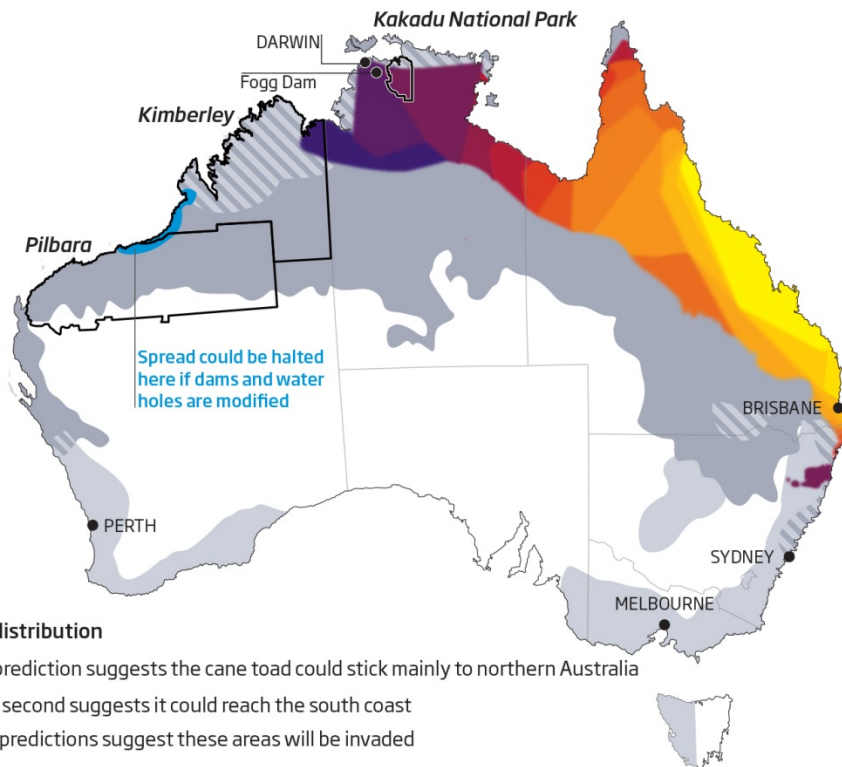 Kakadu National Park
DARWIN
Fogg Dam
Kimberley
Pilbara
Spread could be halted
here if dams and water
holes are modified
BRISBANE
PERTH
SYDNEY
MELBOURNE
distribution
prediction suggests the cane toad could stick mainly to northern Australia
second suggests it could reach the south coast
predictions suggest these areas will be invaded